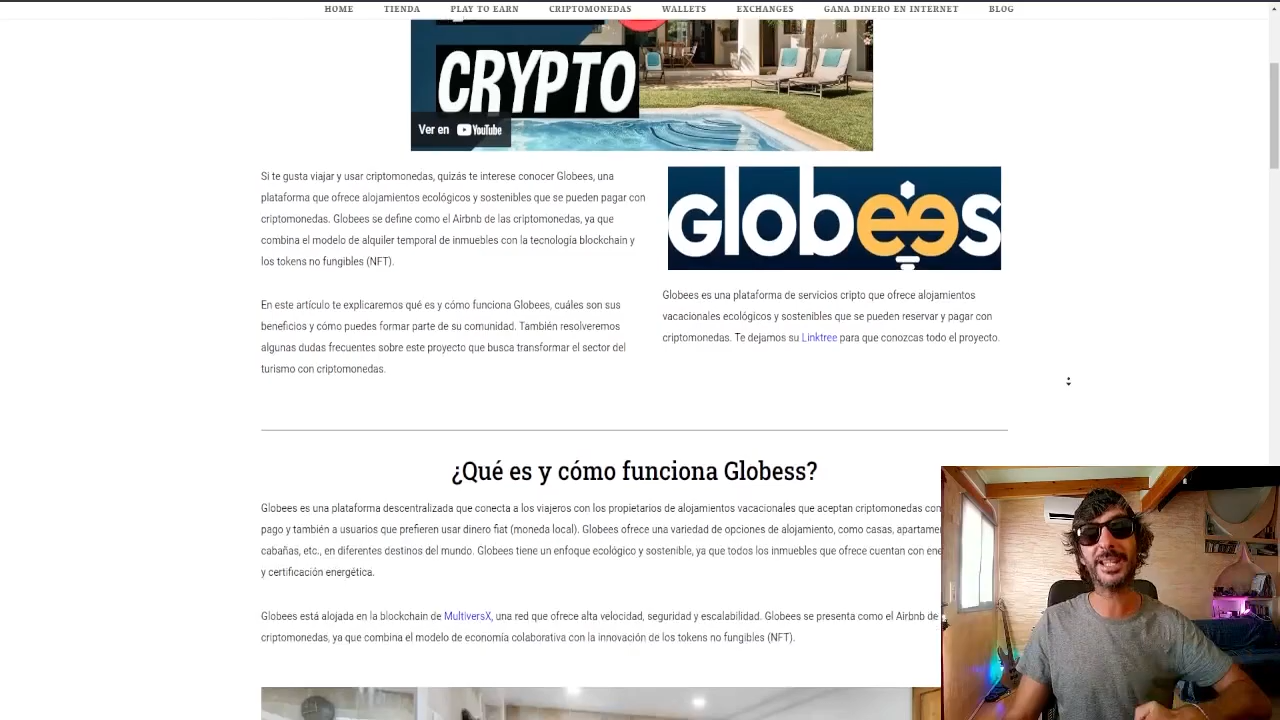 HOME TIENDA PLAY TO EARN CRIPTOMONEDAS WALLETS EXCHANGES GANA DINERO EN INTERNET BLOG
CRYPTO
Ver en YouTube
Si te gusta viajar y usar criptomonedas, quizás te interese conocer Globees, una
plataforma que ofrece alojamientos ecológicos y sostenibles que se pueden pagar con
criptomonedas. Globees se define como el Airbnb de las criptomonedas, ya que
combina el modelo de alquiler temporal de inmuebles con la tecnología blockchain y
los tokens no fungibles (NFT).
En este artículo te explicaremos qué es y cómo funciona Globees, cuáles son sus
beneficios y cómo puedes formar parte de su comunidad. También resolveremos
algunas dudas frecuentes sobre este proyecto que busca transformar el sector del
turismo con criptomonedas.
globees
Globees es una plataforma de servicios cripto que ofrece alojamientos
vacacionales ecológicos y sostenibles que se pueden reservar y pagar con
criptomonedas. Te dejamos su Linktree para que conozcas todo el proyecto.
¿Qué es y cómo funciona Globess?
Globees es una plataforma descentralizada que conecta a los viajeros con los propietarios de alojamientos vacacionales que aceptan criptomonedas com
pago y también a usuarios que prefieren usar dinero fiat (moneda local). Globees ofrece una variedad de opciones de alojamiento, como casas, apartame
cabañas, etc., en diferentes destinos del mundo. Globees tiene un enfoque ecológico y sostenible, ya que todos los inmuebles que ofrece cuentan con ene
y certificación energética.
Globees está alojada en la blockchain de MultiversX, una red que ofrece alta velocidad, seguridad y escalabilidad. Globees se presenta como el Airbnb de
criptomonedas, ya que combina el modelo de economía colaborativa con la innovación de los tokens no fungibles (NFT).